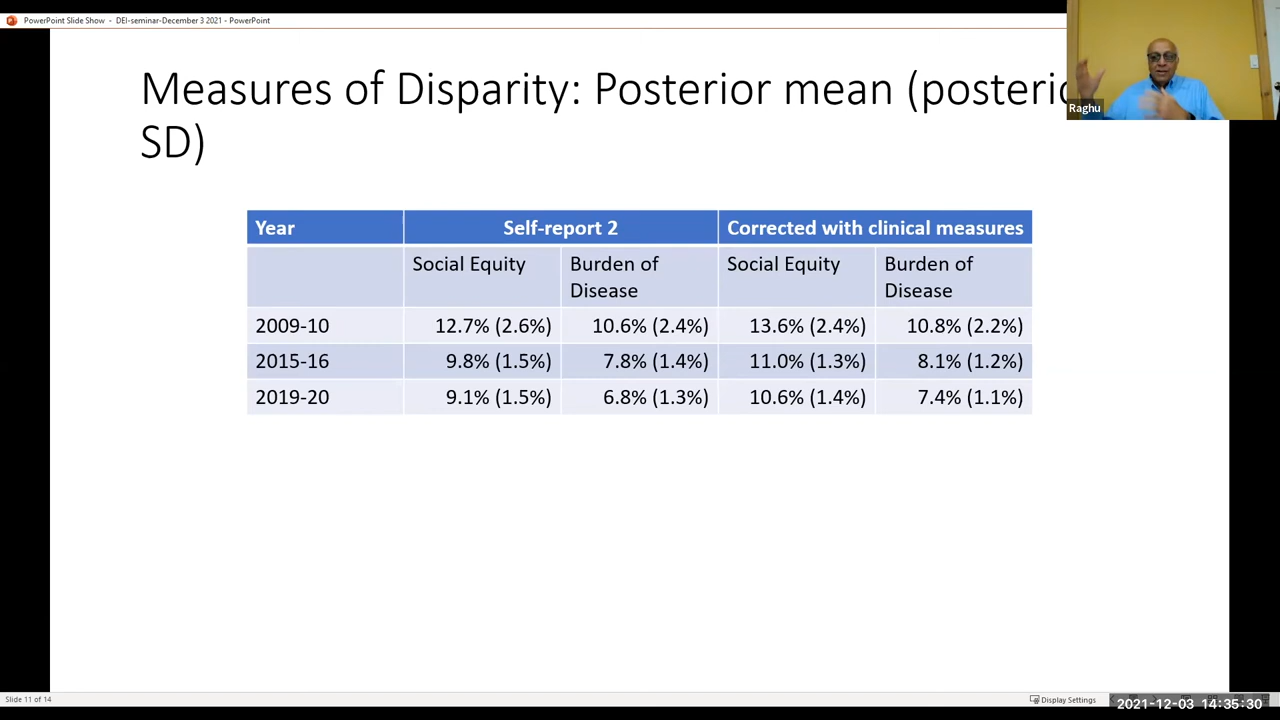 PowerPoint Slide Show - DEI-seminar-December 3 2021 - PowerPoint
Measures of Disparity: Posterior mean (posterio
SD)
Raghu
Year Self-report 2 Corrected with clinical measures
Social Equity Burden of Disease Social Equity Burden of Disease
2009-10 12.7% (2.6%) 10.6% (2.4%) 13.6% (2.4%) 10.8% (2.2%)
2015-16 9.8% (1.5%) 7.8% (1.4%) 11.0% (1.3%) 8.1% (1.2%)
2019-20 9.1% (1.5%) 6.8% (1.3%) 10.6% (1.4%) 7.4% (1.1%)
Slide 11 of 14
Display Settings
2021-12-03 14:35:30